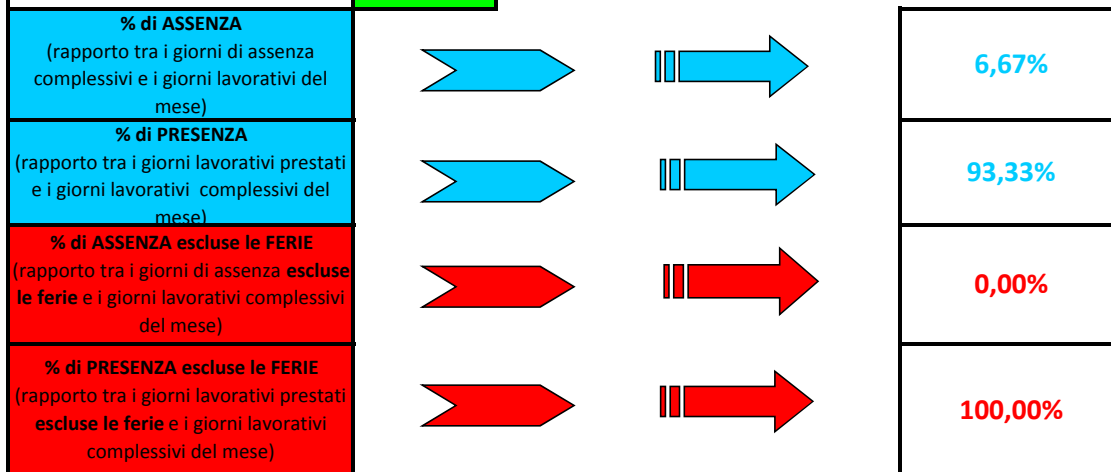 % di ASSENZA
(rapporto tra i giorni di assenza
complessivi e i giorni lavorativi del
mese)
6,67%
% di PRESENZA
(rapporto tra i giorni lavorativi prestati
e i giorni lavorativi complessivi del
mese)
93,33%
% di ASSENZA escluse le FERIE
(rapporto tra i giorni di assenza escluse
le ferie e i giorni lavorativi complessivi
del mese)
0,00%
% di PRESENZA escluse le FERIE
(rapporto tra i giorni lavorativi prestati
escluse le ferie e i giorni lavorativi
complessivi del mese)
100,00%